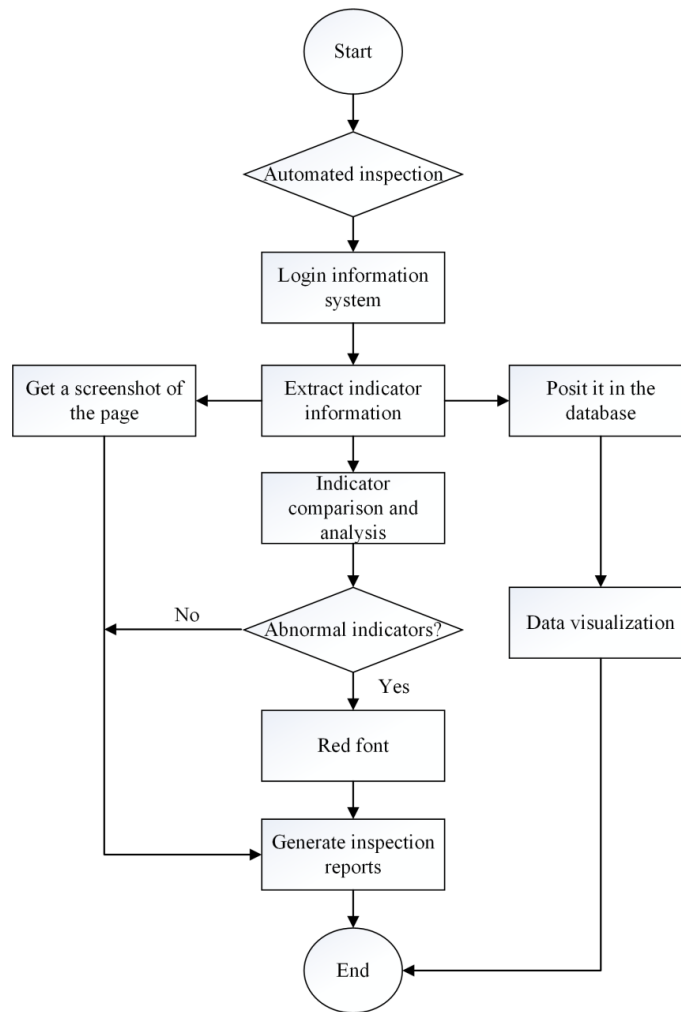 Start
Automated inspection
Login information
system
Get a screenshot of
the page
Extract indicator
information
Posit it in the
database
Indicator
comparison and
analysis
No
Abnormal indicators?
Data visualization
Yes
Red font
Generate inspection
reports
End